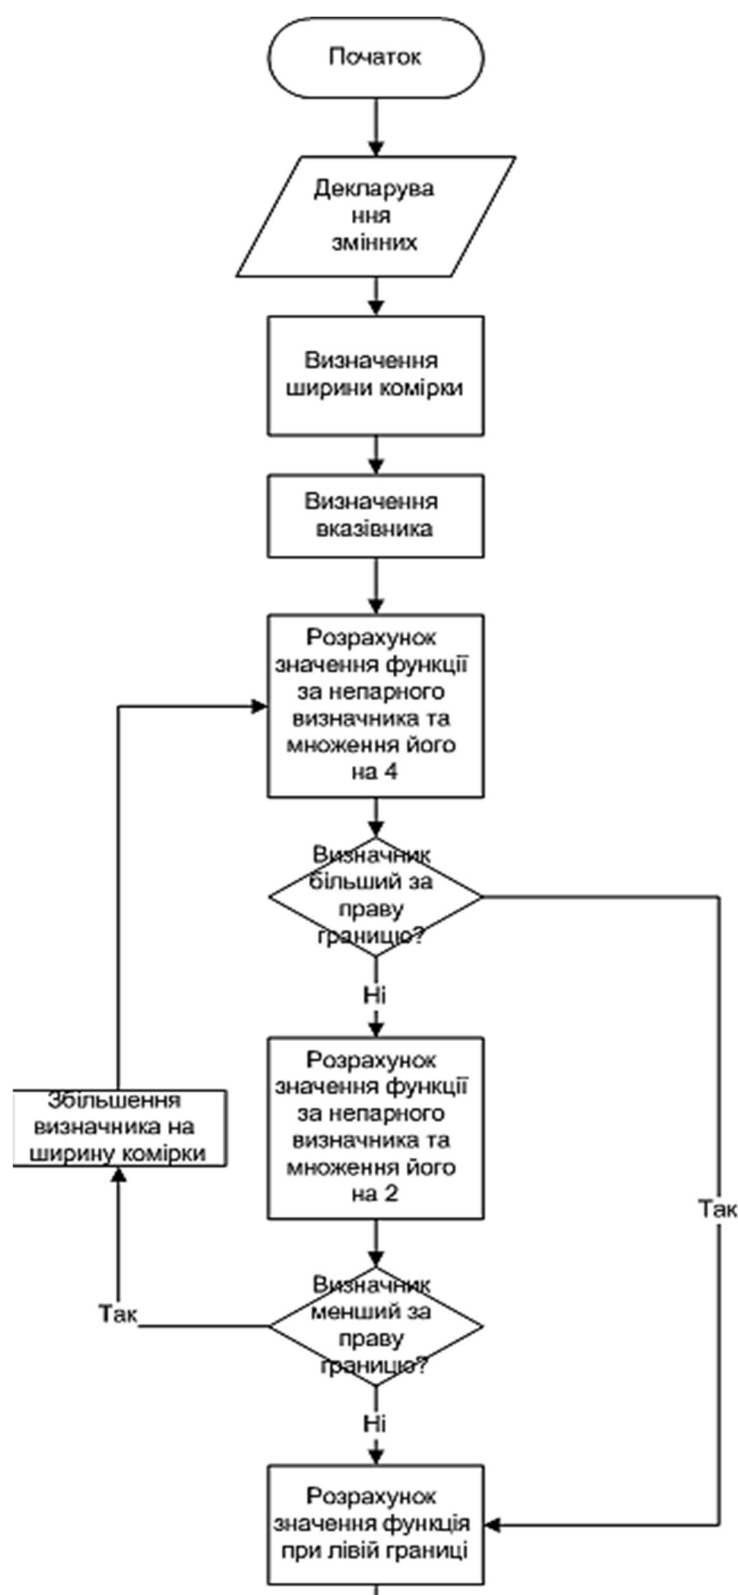 Початок
Декларува
ння
змінних
Визначення
ширини комірки
Визначення
вказівника
Розрахунок
значення функції
за непарного
визначника та
множення його
на 4
Визначник
більший за
праву
границю?
Ні
Розрахунок
значення функції
за непарного
визначника та
множення його
на 2
Збільшення
визначника на
ширину комірки
Так
Визначник
менший за
праву
границю?
Так
Ні
Розрахунок
значення функція
при лівій границі